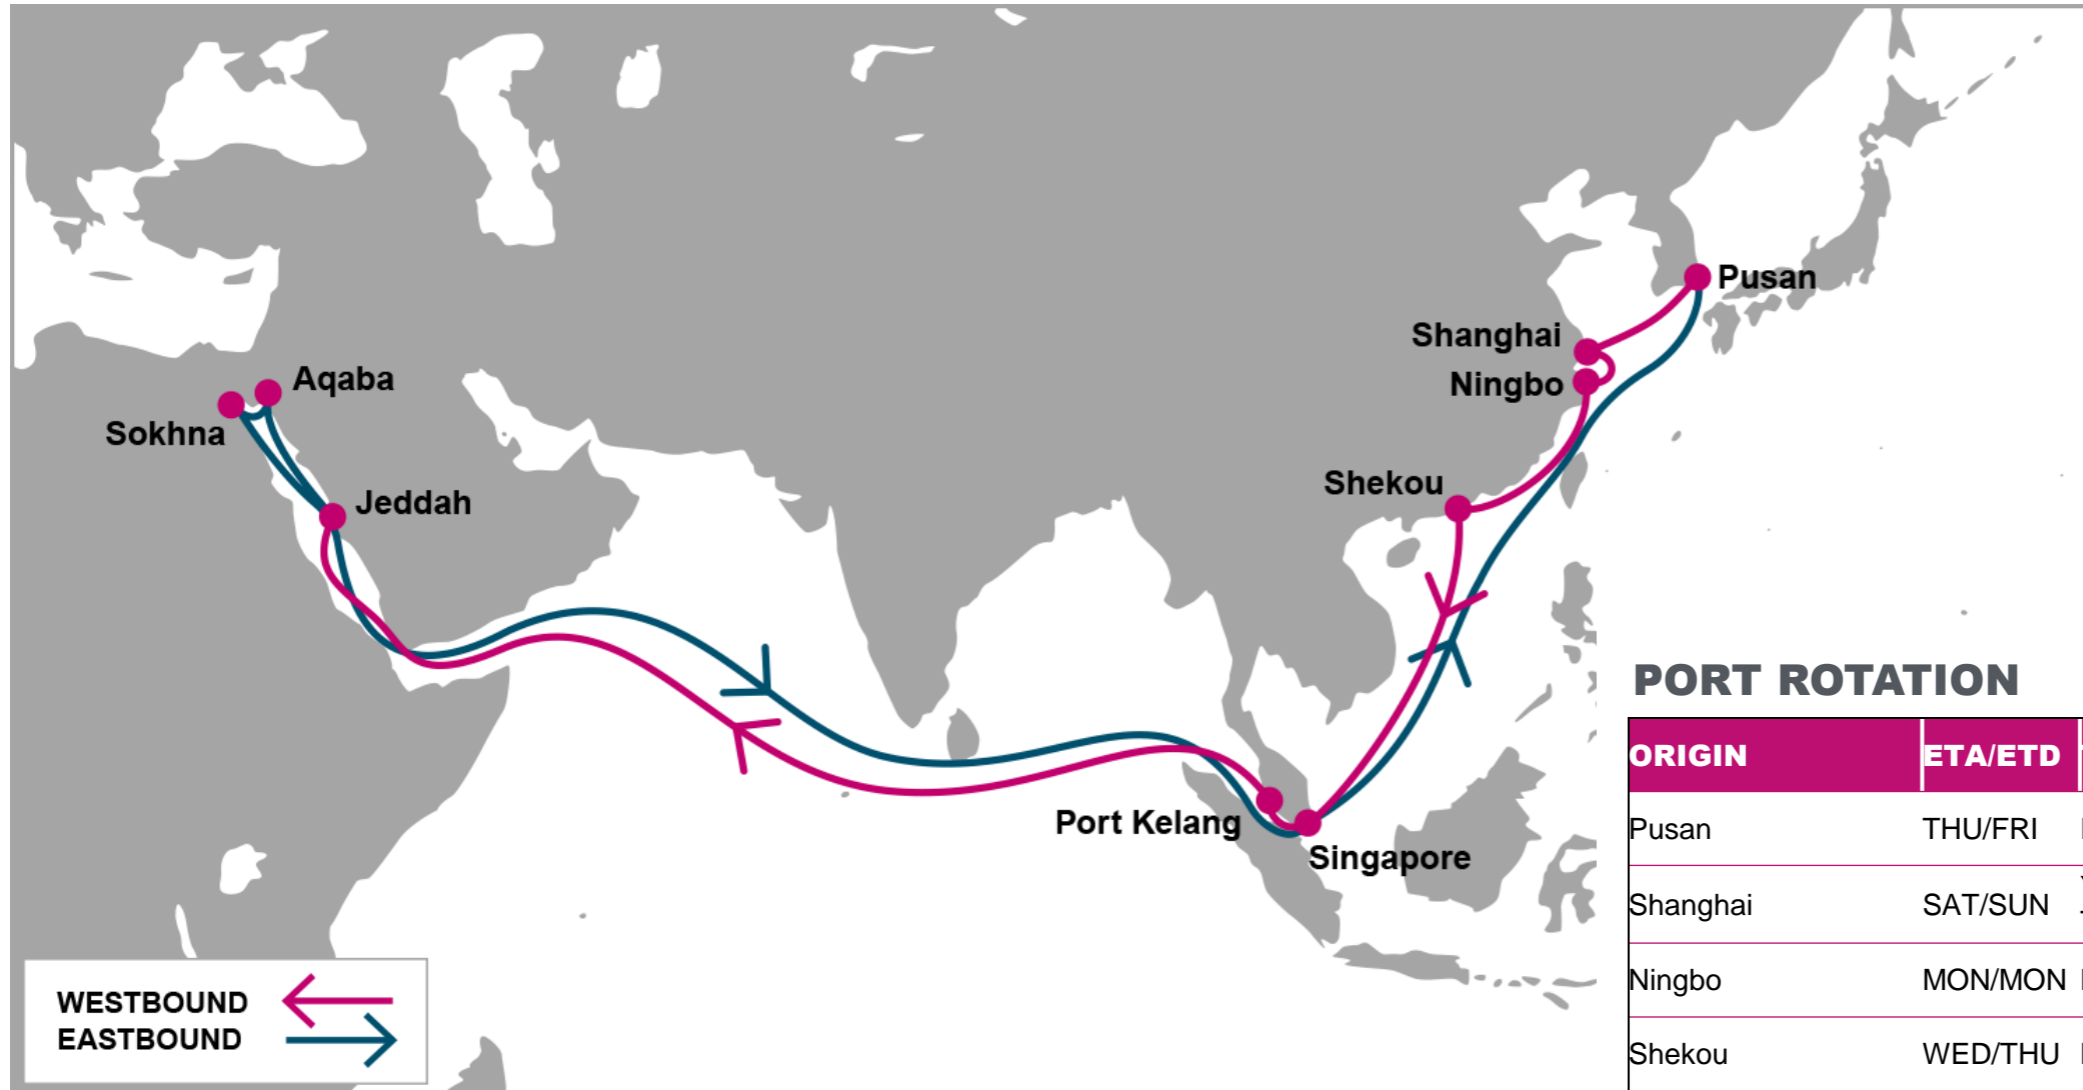 Pusan
Shanghai
Ningbo
Aqaba
Sokhna
Shekou
Jeddah
Port Kelang
Singapore
WESTBOUND
EASTBOUND
PORT ROTATION
ORIGIN ETA/ETD
Pusan THU/FRI
Shanghai SAT/SUN
Ningbo MON/MON
Shekou WED/THU